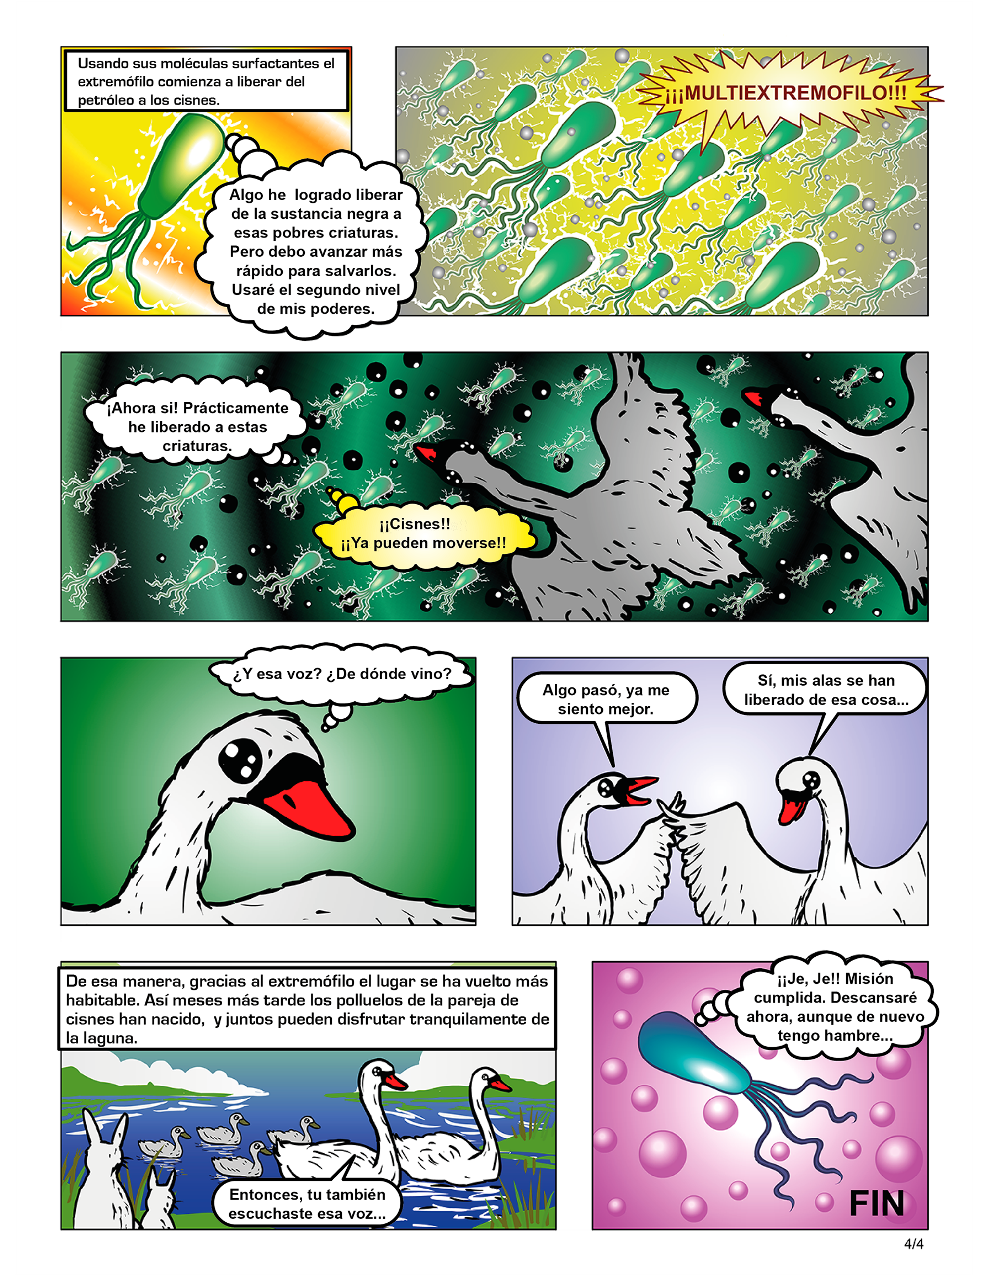 Usando sus moléculas surfactantes el
extremófilo comienza a liberar del
petróleo a los cisnes.
Algo he logrado liberar
de la sustancia negra a
esas pobres criaturas.
Pero debo avanzar más
rápido para salvarlos.
Usaré el segundo nivel
de mis poderes.
¡¡¡MULTIEXTREMOFILO!!!
¡Ahora si! Prácticamente
he liberado a estas
criaturas.
¡¡Cisnes!!
¡¡Ya pueden moverse!!
¿Y esa voz? ¿De dónde vino?
Algo pasó, ya me
siento mejor.
Sí, mis alas se han
liberado de esa cosa...
De esa manera, gracias al extremófilo el lugar se ha vuelto más
habitable. Así meses más tarde los polluelos de la pareja de
cisnes han nacido, y juntos pueden disfrutar tranquilamente de
la laguna.
Entonces, tu también
escuchaste esa voz...
¡¡Je, Je!! Misión
cumplida. Descansaré
ahora, aunque de nuevo
tengo hambre...
FIN
4/4